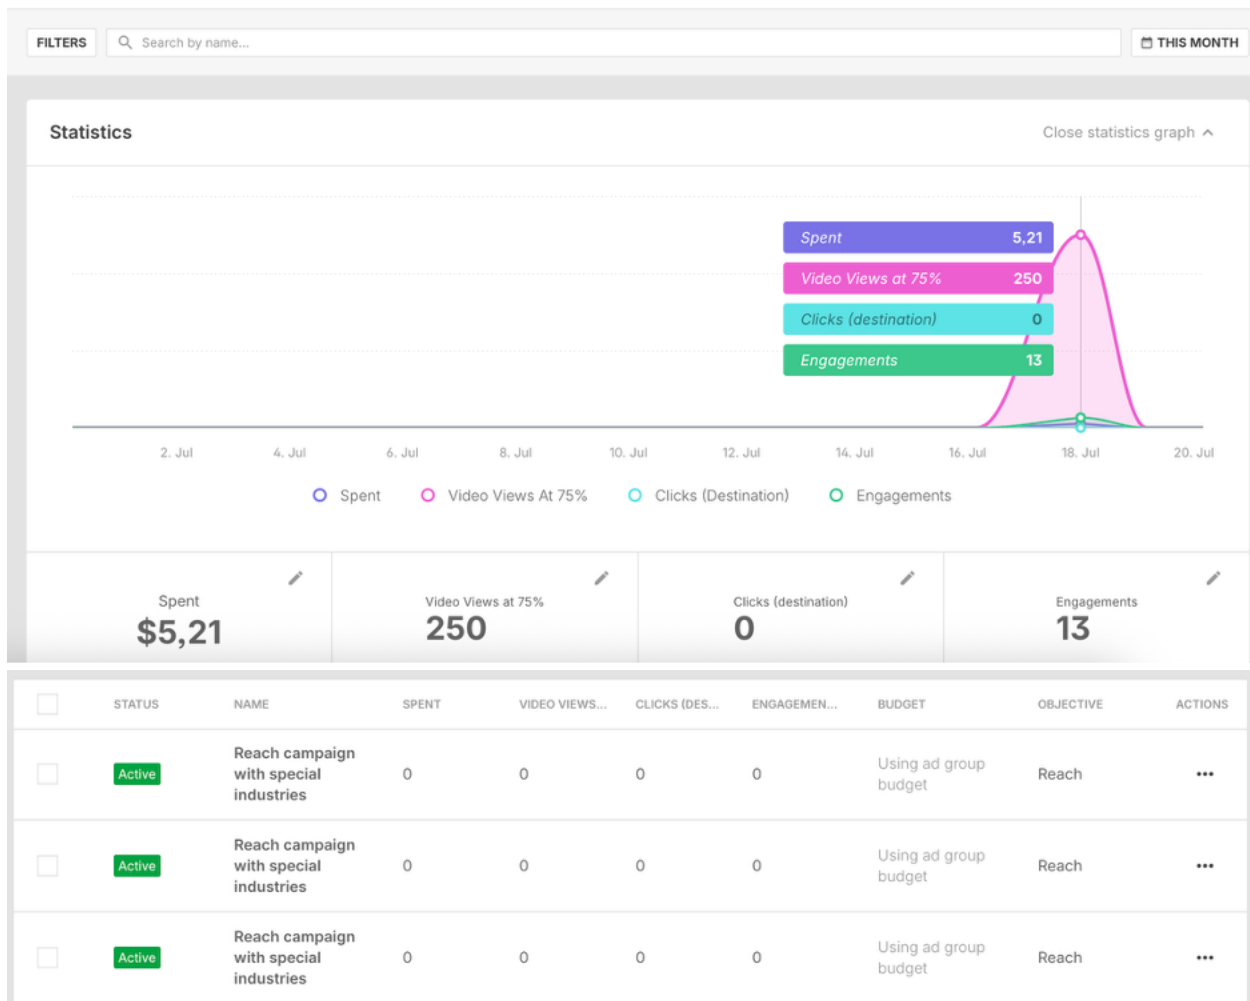 FILTERS
Search by name...
THIS MONTH
Statistics
Close statistics graph
Spent 5,21
Video Views at 75% 250
Clicks (destination) 0
Engagements 13
2. Jul 4. Jul 6. Jul 8. Jul 10. Jul 12. Jul 14. Jul 16. Jul 18. Jul 20. Jul
Spent Video Views At 75% Clicks (Destination) Engagements
Spent
$5,21
Video Views at 75%
250
Clicks (destination)
0
Engagements
13
STATUS NAME SPENT VIDEO VIEWS... CLICKS (DES... ENGAGEMEN... BUDGET OBJECTIVE ACTIONS
Active
Reach campaign
with special
industries
0 0 0 0
Using ad group
budget
Reach
Active
Reach campaign
with special
industries
0 0 0 0
Using ad group
budget
Reach
Active
Reach campaign
with special
industries
0 0 0 0
Using ad group
budget
Reach